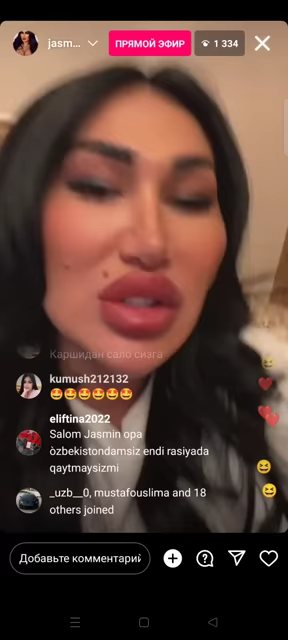 jasm...
ПРЯМОЙ ЭФИР
1 334
Каршидан сало сизга
kumush212132
🤩🤩🤩🤩🤩🤩
eliftina2022
Salom Jasmin opa
òzbekistondamsiz endi rasiyada
qaytmaysizmi
_uzb__0, mustafouslima and 18
others joined
Добавьте комментарий